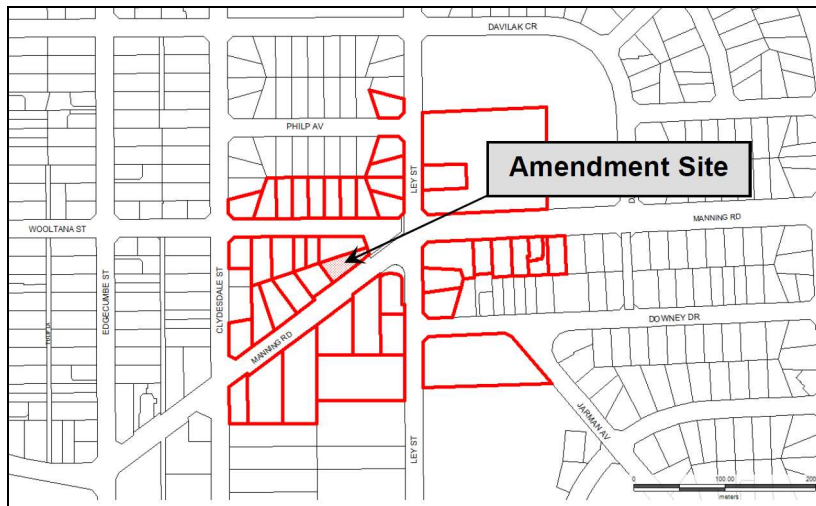 DAVILAK CR
PHILP AV
LEY ST
Amendment Site
MANNING RD
WOOLTANA ST
EDGECUMBE ST
CLYDESDALE ST
MANNING RD
DOWNEY DR
JARMAN AV
LEY ST
0 100.00 200
meters